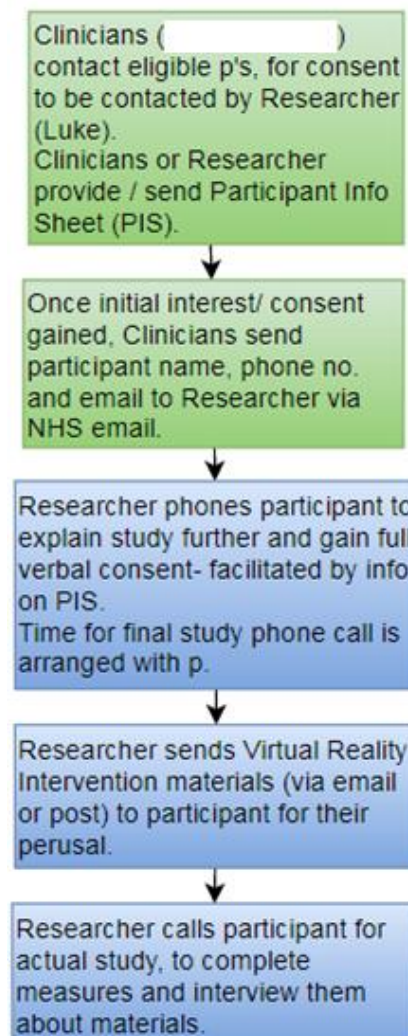 Clinicians ( )
contact eligible p's, for consent
to be contacted by Researcher
(Luke).
Clinicians or Researcher
provide / send Participant Info
Sheet (PIS).
Once initial interest/ consent
gained, Clinicians send
participant name, phone no.
and email to Researcher via
NHS email.
Researcher phones participant to
explain study further and gain full
verbal consent- facilitated by info
on PIS.
Time for final study phone call is
arranged with p.
Researcher sends Virtual Reality
Intervention materials (via email
or post) to participant for their
perusal.
Researcher calls participant for
actual study, to complete
measures and interview them
about materials.